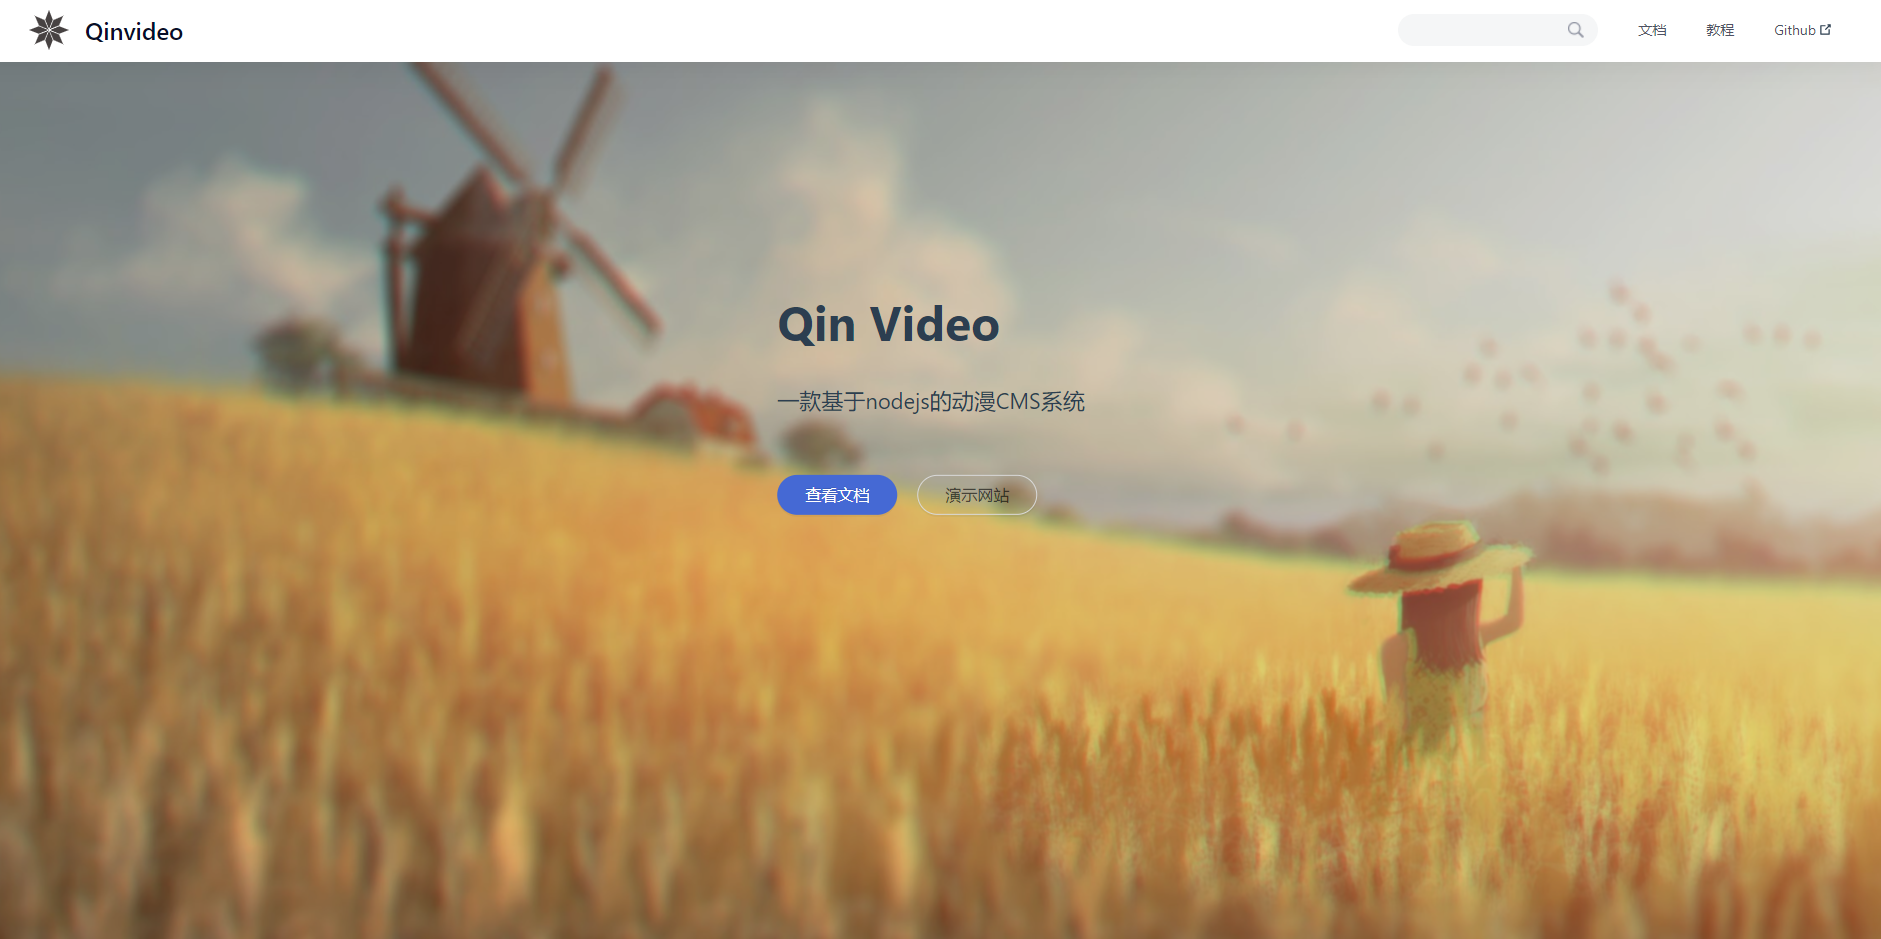 Qinvideo
文档
教程
Github
Qin Video
一款基于nodejs的动漫CMS系统
查看文档
演示网站